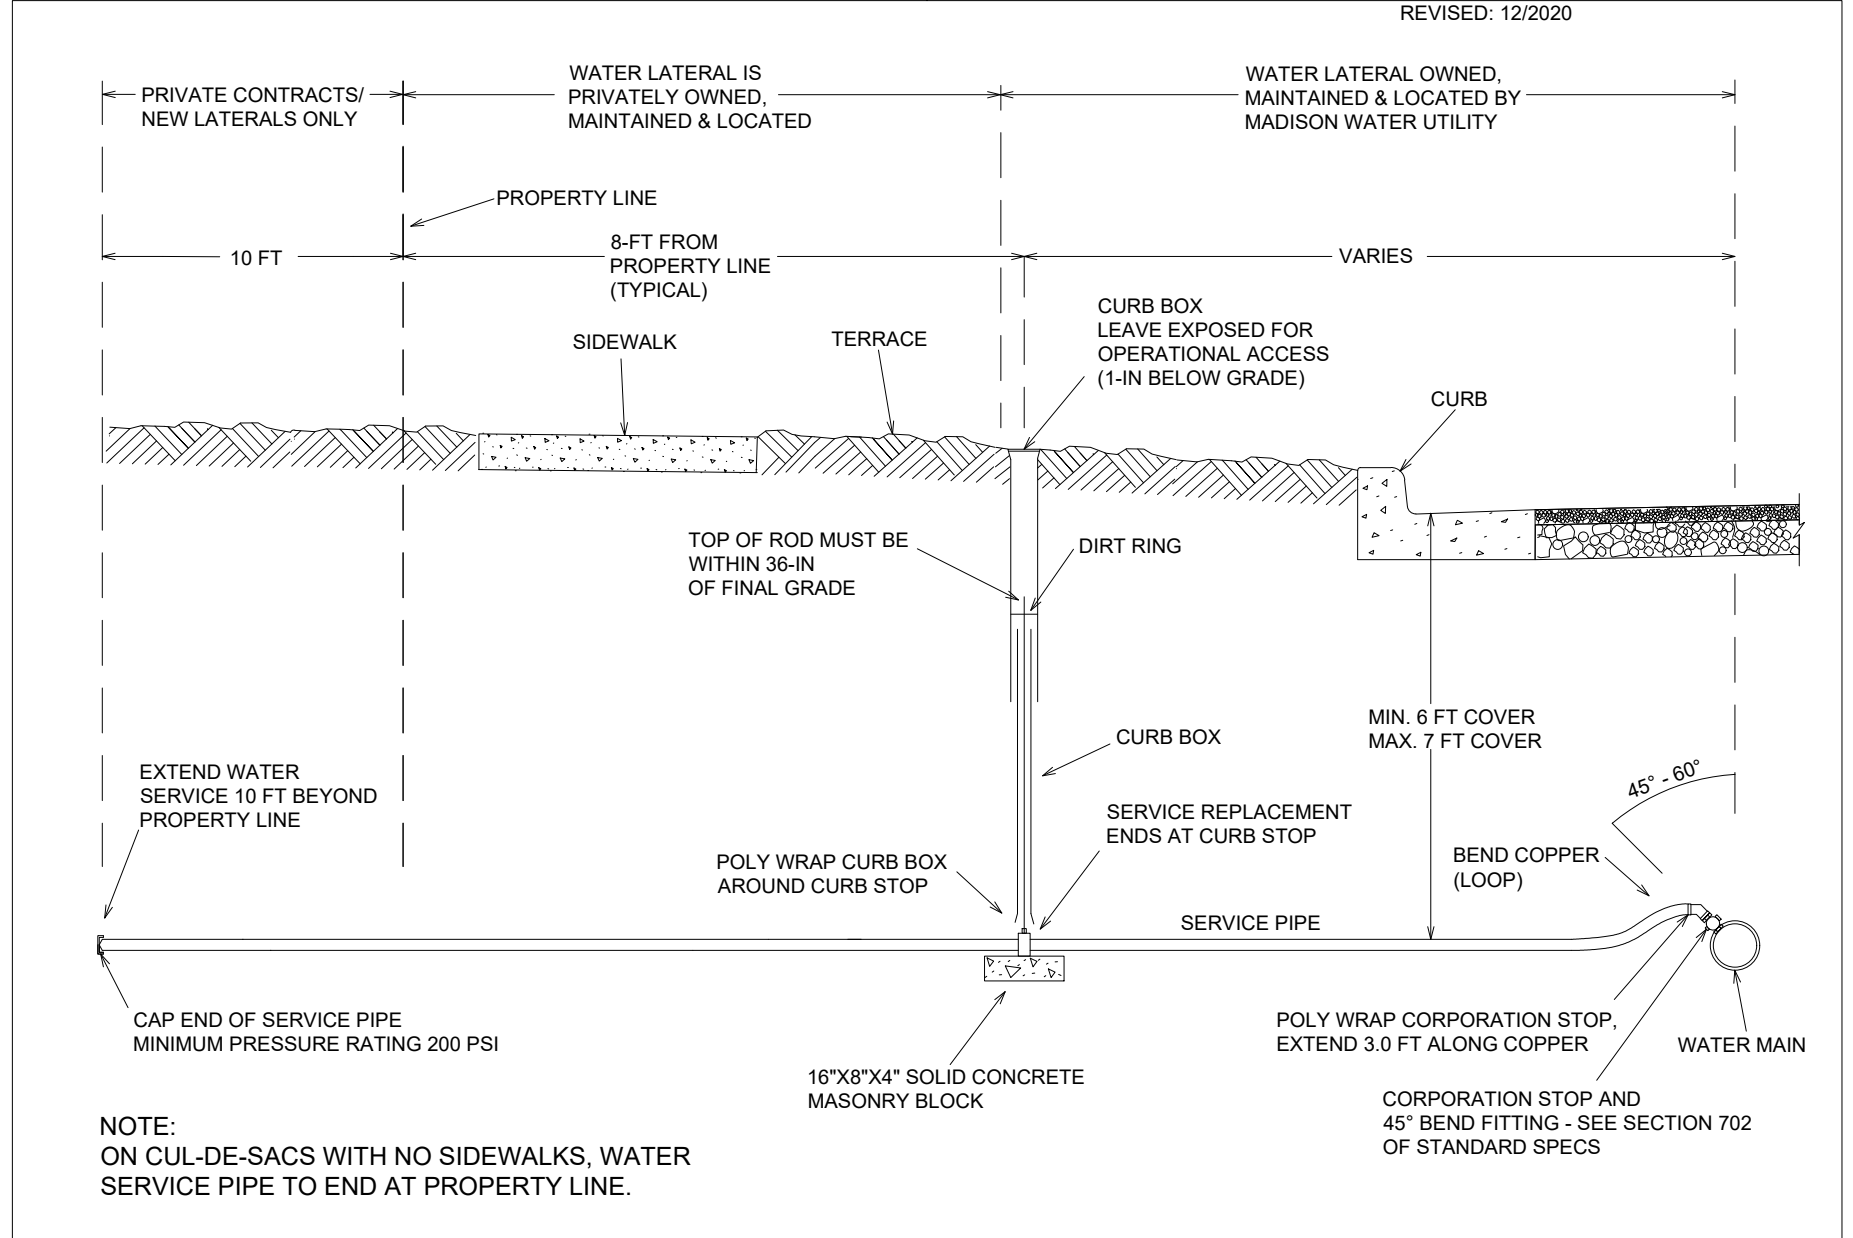 REVISED: 12/2020
PRIVATE CONTRACTS/
NEW LATERALS ONLY
WATER LATERAL IS
PRIVATELY OWNED,
MAINTAINED & LOCATED
WATER LATERAL OWNED,
MAINTAINED & LOCATED BY
MADISON WATER UTILITY
PROPERTY LINE
10 FT
8-FT FROM
PROPERTY LINE
(TYPICAL)
VARIES
SIDEWALK
TERRACE
CURB BOX
LEAVE EXPOSED FOR
OPERATIONAL ACCESS
(1-IN BELOW GRADE)
CURB
TOP OF ROD MUST BE
WITHIN 36-IN
OF FINAL GRADE
DIRT RING
MIN. 6 FT COVER
MAX. 7 FT COVER
CURB BOX
EXTEND WATER
SERVICE 10 FT BEYOND
PROPERTY LINE
45° - 60°
SERVICE REPLACEMENT
ENDS AT CURB STOP
POLY WRAP CURB BOX
AROUND CURB STOP
BEND COPPER
(LOOP)
SERVICE PIPE
CAP END OF SERVICE PIPE
MINIMUM PRESSURE RATING 200 PSI
POLY WRAP CORPORATION STOP,
EXTEND 3.0 FT ALONG COPPER
WATER MAIN
16"X8"X4" SOLID CONCRETE
MASONRY BLOCK
CORPORATION STOP AND
45° BEND FITTING - SEE SECTION 702
OF STANDARD SPECS
NOTE:
ON CUL-DE-SACS WITH NO SIDEWALKS, WATER
SERVICE PIPE TO END AT PROPERTY LINE.